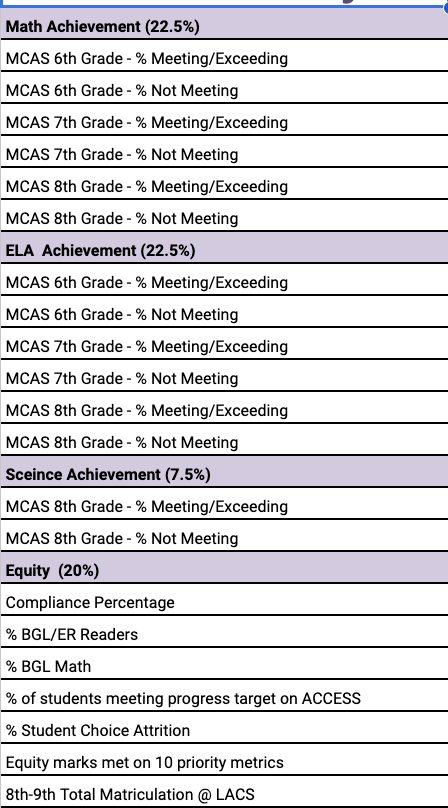 Math Achievement (22.5%)
MCAS 6th Grade - % Meeting/Exceeding
MCAS 6th Grade - % Not Meeting
MCAS 7th Grade - % Meeting/Exceeding
MCAS 7th Grade - % Not Meeting
MCAS 8th Grade - % Meeting/Exceeding
MCAS 8th Grade - % Not Meeting
ELA  Achievement (22.5%)
MCAS 6th Grade - % Meeting/Exceeding
MCAS 6th Grade - % Not Meeting
MCAS 7th Grade - % Meeting/Exceeding
MCAS 7th Grade - % Not Meeting
MCAS 8th Grade - % Meeting/Exceeding
MCAS 8th Grade - % Not Meeting
Sceince Achievement (7.5%)
MCAS 8th Grade - % Meeting/Exceeding
MCAS 8th Grade - % Not Meeting
Equity  (20%)
Compliance Percentage
% BGL/ER Readers
% BGL Math
% of students meeting progress target on ACCESS
% Student Choice Attrition
Equity marks met on 10 priority metrics
8th-9th Total Matriculation @ LACS